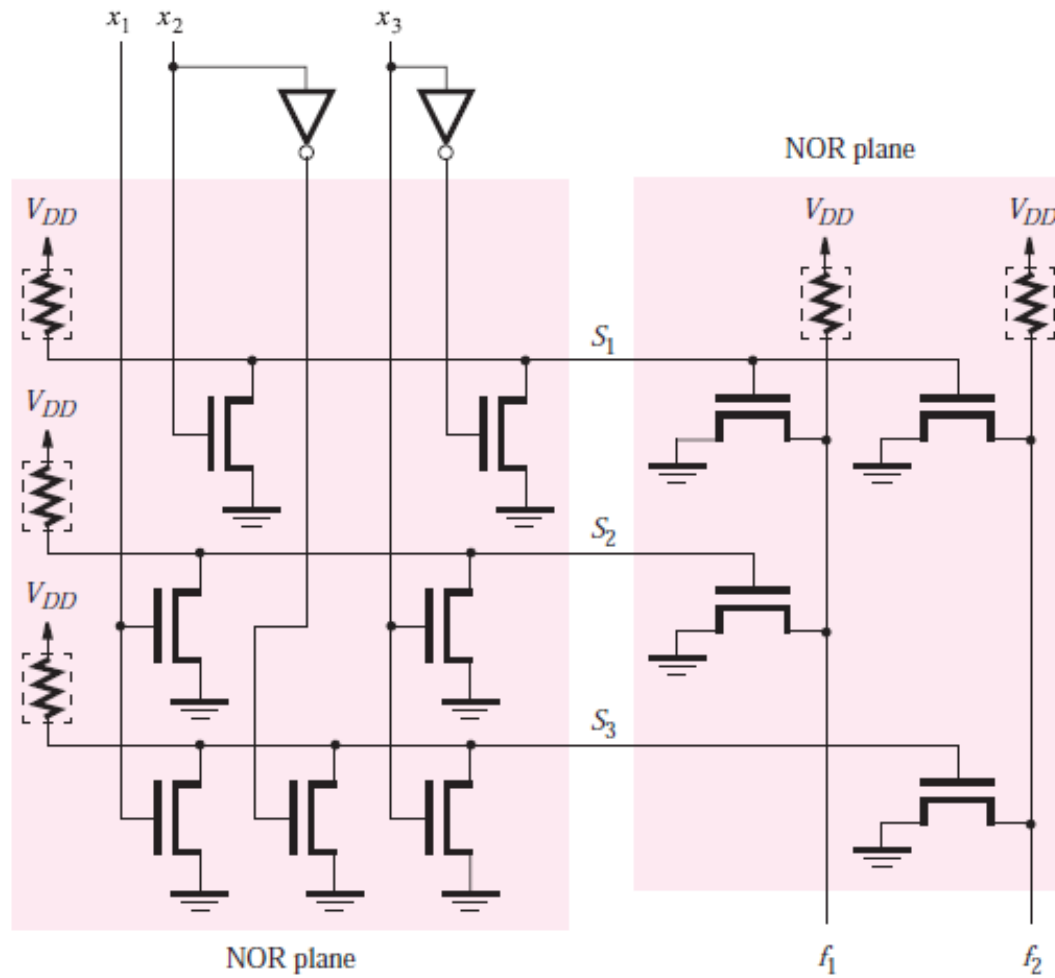 x1 x2 x3
NOR plane
VDD
VDD VDD
S1
VDD
S2
VDD
S3
NOR plane
f1 f2